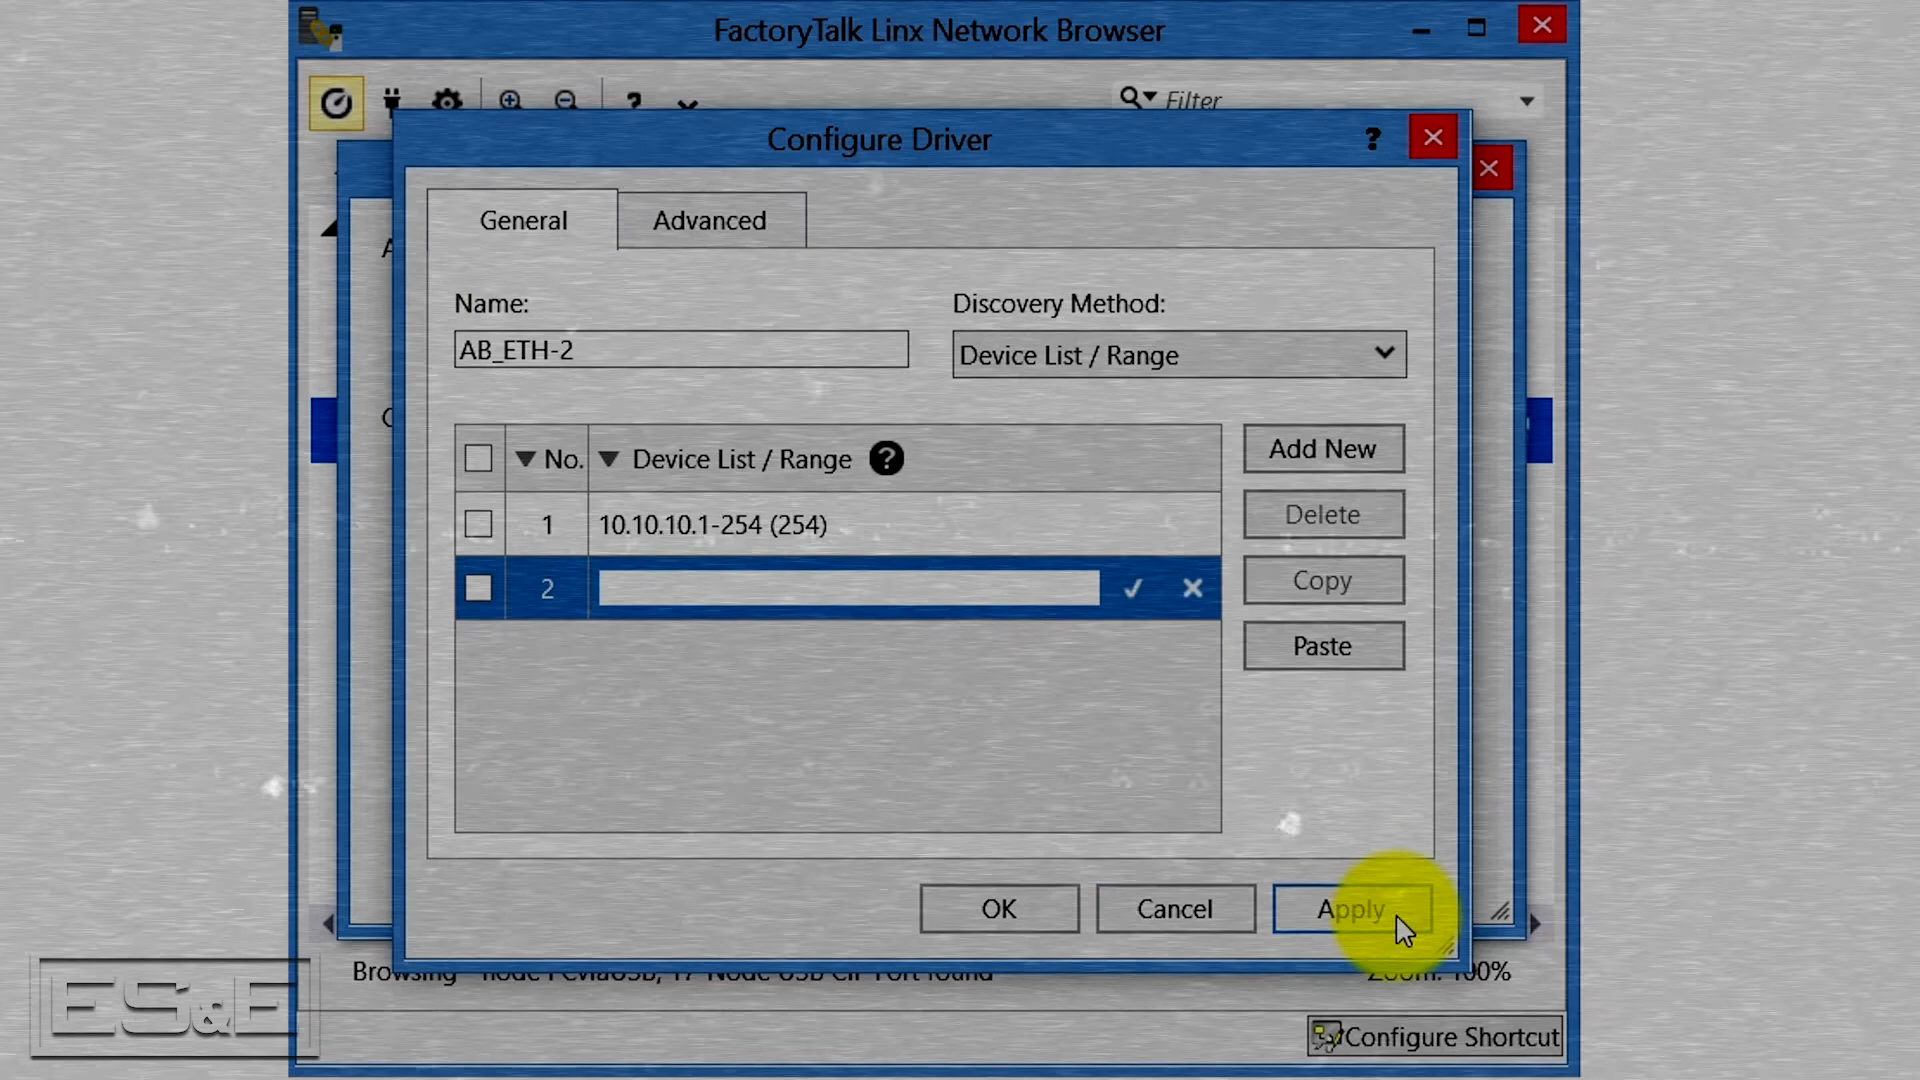 FactoryTalk Linx Network Browser
Filter
Configure Driver
?
General
Advanced
Name:
Discovery Method:
AB_ETH-2
Device List / Range
No.
Device List / Range
?
Add New
1
10.10.10.1-254 (254)
Delete
2
Copy
Paste
OK
Cancel
Apply
Zoom: 100%
Configure Shortcut
ES&E